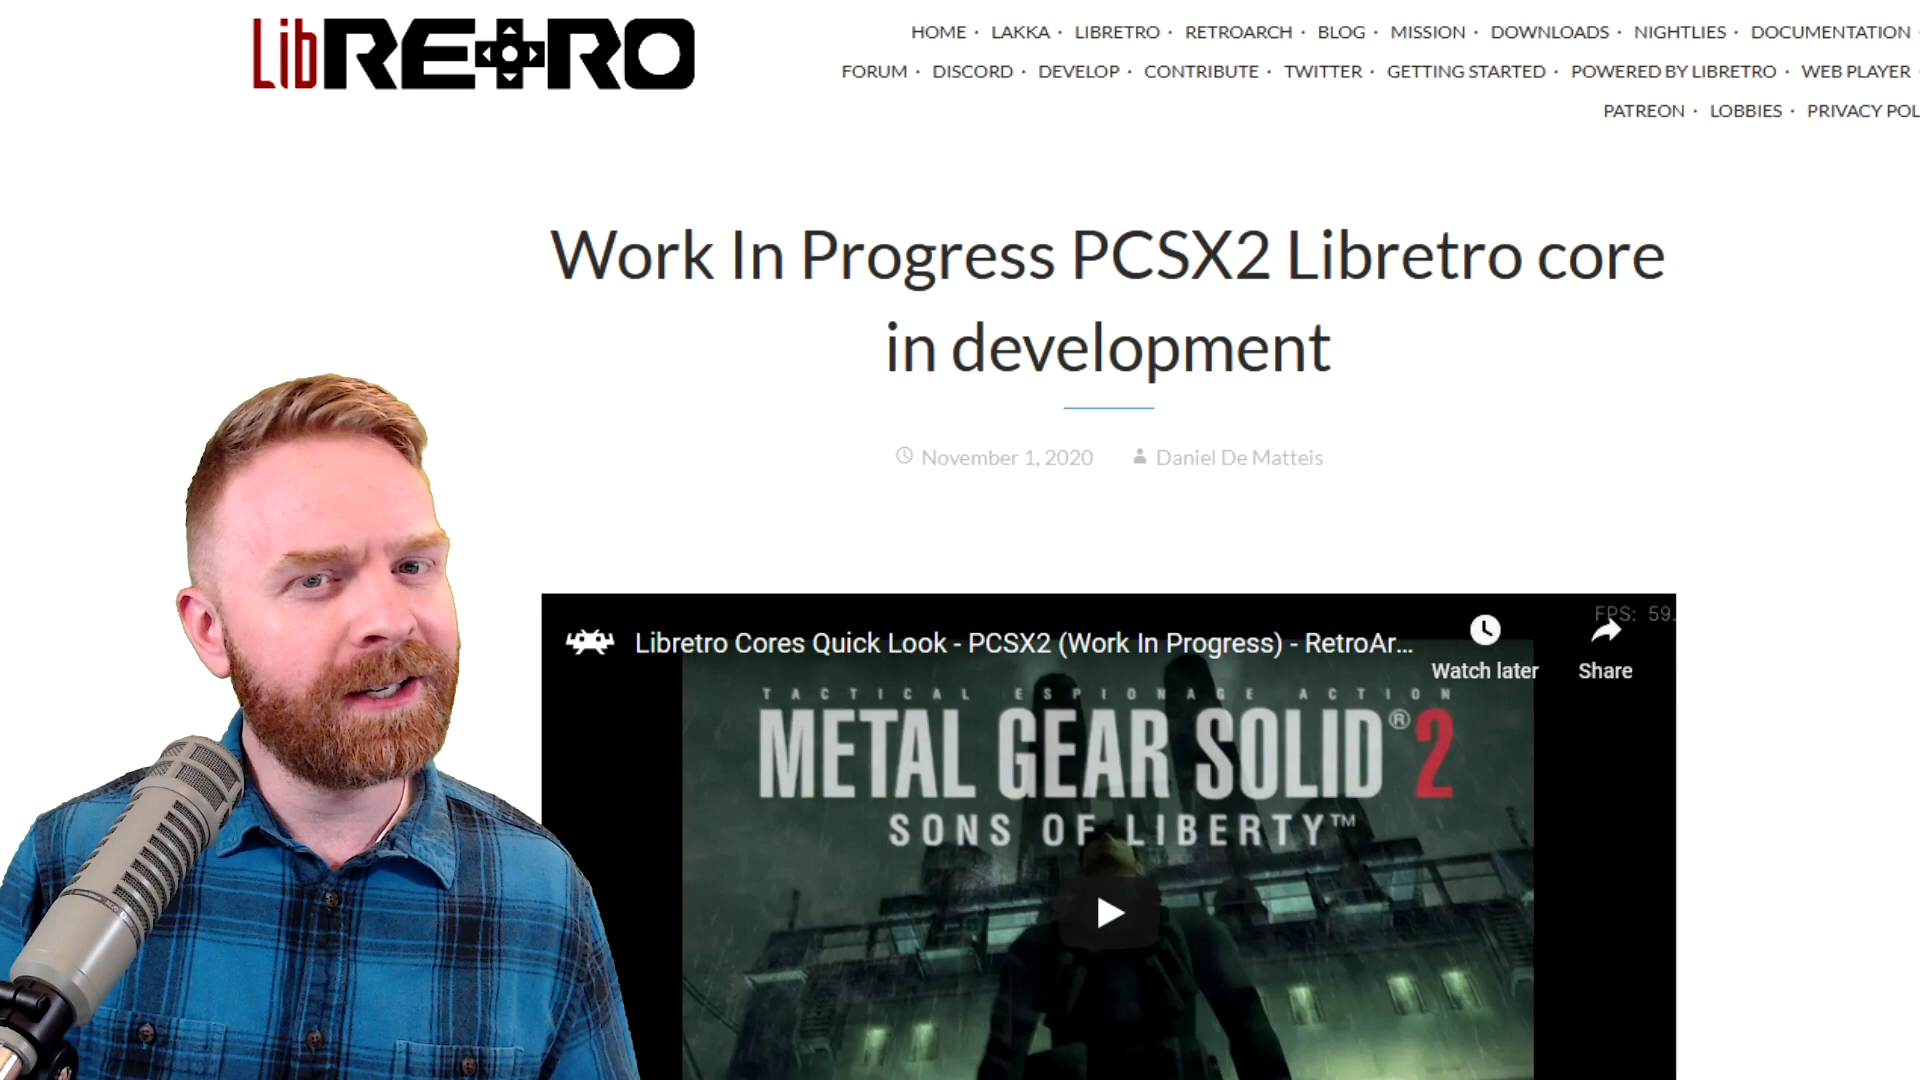 LibRETRO
HOME · LAKKA · LIBRETRO · RETROARCH · BLOG · MISSION · DOWNLOADS · NIGHTLIES · DOCUMENTATION ·
FORUM · DISCORD · DEVELOP · CONTRIBUTE · TWITTER · GETTING STARTED · POWERED BY LIBRETRO · WEB PLAYER ·
PATREON · LOBBIES · PRIVACY POL
Work In Progress PCSX2 Libretro core
in development
November 1, 2020 Daniel De Matteis
FPS: 59.
Libretro Cores Quick Look - PCSX2 (Work In Progress) - RetroAr...
Watch later Share
TACTICAL ESPIONAGE ACTION
METAL GEAR SOLID® 2
SONS OF LIBERTY™